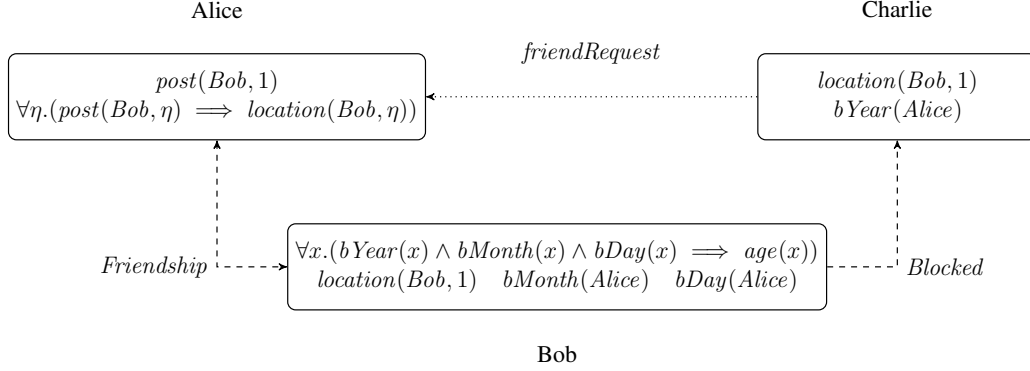 Alice
Charlie
friendRequest
post(Bob, 1)
∀η.(post(Bob, η) ⟹ location(Bob, η))
location(Bob, 1)
bYear(Alice)
Friendship
∀x.(bYear(x) ∧ bMonth(x) ∧ bDay(x) ⟹ age(x))
location(Bob, 1) bMonth(Alice) bDay(Alice)
Blocked
Bob